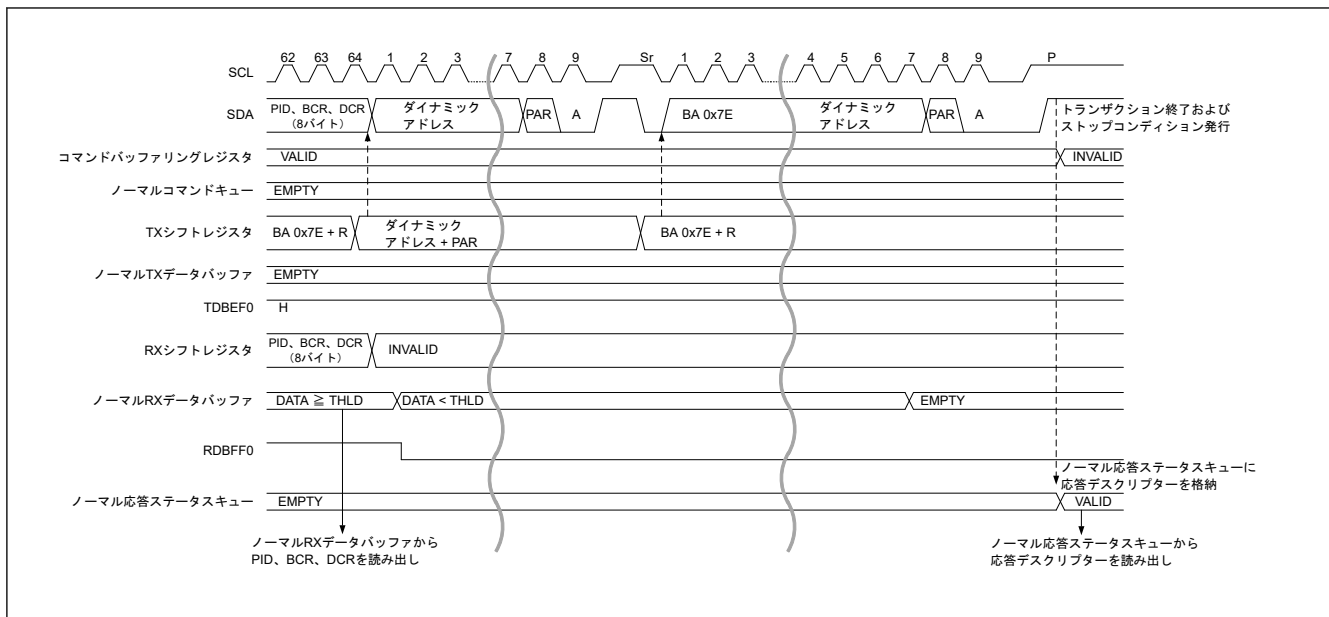 SCL 62 63 64 1 2 3 7 8 9 Sr 1 2 3 4 5 6 7 8 9 P
SDA
PID、BCR、DCR
(8バイト)
ダイナミック
アドレス
PAR
A
BA 0x7E
ダイナミック
アドレス
PAR
A
トランザクション終了および
ストップコンディション発行
コマンドバッファリングレジスタ VALID INVALID
ノーマルコマンドキュー EMPTY
TXシフトレジスタ BA 0x7E + R
ダイナミック
アドレス + PAR
BA 0x7E + R
ノーマルTXデータバッファ EMPTY
TDBEF0 H
RXシフトレジスタ
PID、BCR、DCR
(8バイト)
INVALID
ノーマルRXデータバッファ DATA ≧ THLD DATA < THLD EMPTY
RDBFF0
ノーマル応答ステータスキューに
応答デスクリプターを格納
ノーマル応答ステータスキュー EMPTY VALID
ノーマルRXデータバッファから
PID、BCR、DCRを読み出し
ノーマル応答ステータスキューから
応答デスクリプターを読み出し